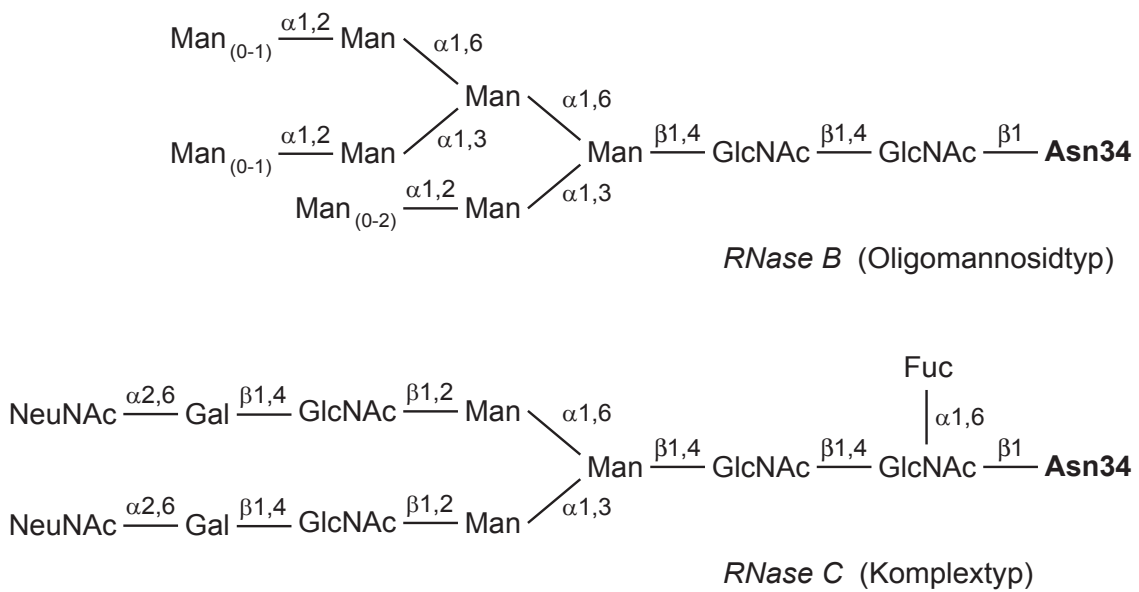 Man (0-1) α1,2 Man α1,6
Man α1,6
Man (0-1) α1,2 Man α1,3
Man β1,4 GlcNAc β1,4 GlcNAc β1 Asn34
Man (0-2) α1,2 Man α1,3
RNase B (Oligomannosidtyp)
Fuc
α1,6
NeuNAc α2,6 Gal β1,4 GlcNAc β1,2 Man α1,6
Man β1,4 GlcNAc β1,4 GlcNAc β1 Asn34
NeuNAc α2,6 Gal β1,4 GlcNAc β1,2 Man α1,3
RNase C (Komplextyp)